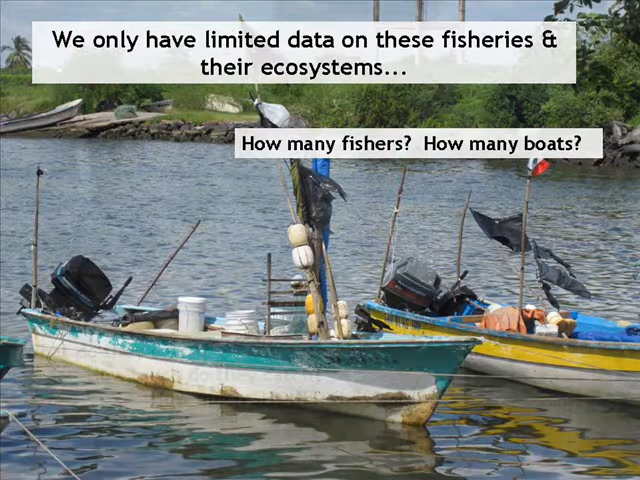 We only have limited data on these fisheries &
their ecosystems...
How many fishers?  How many boats?